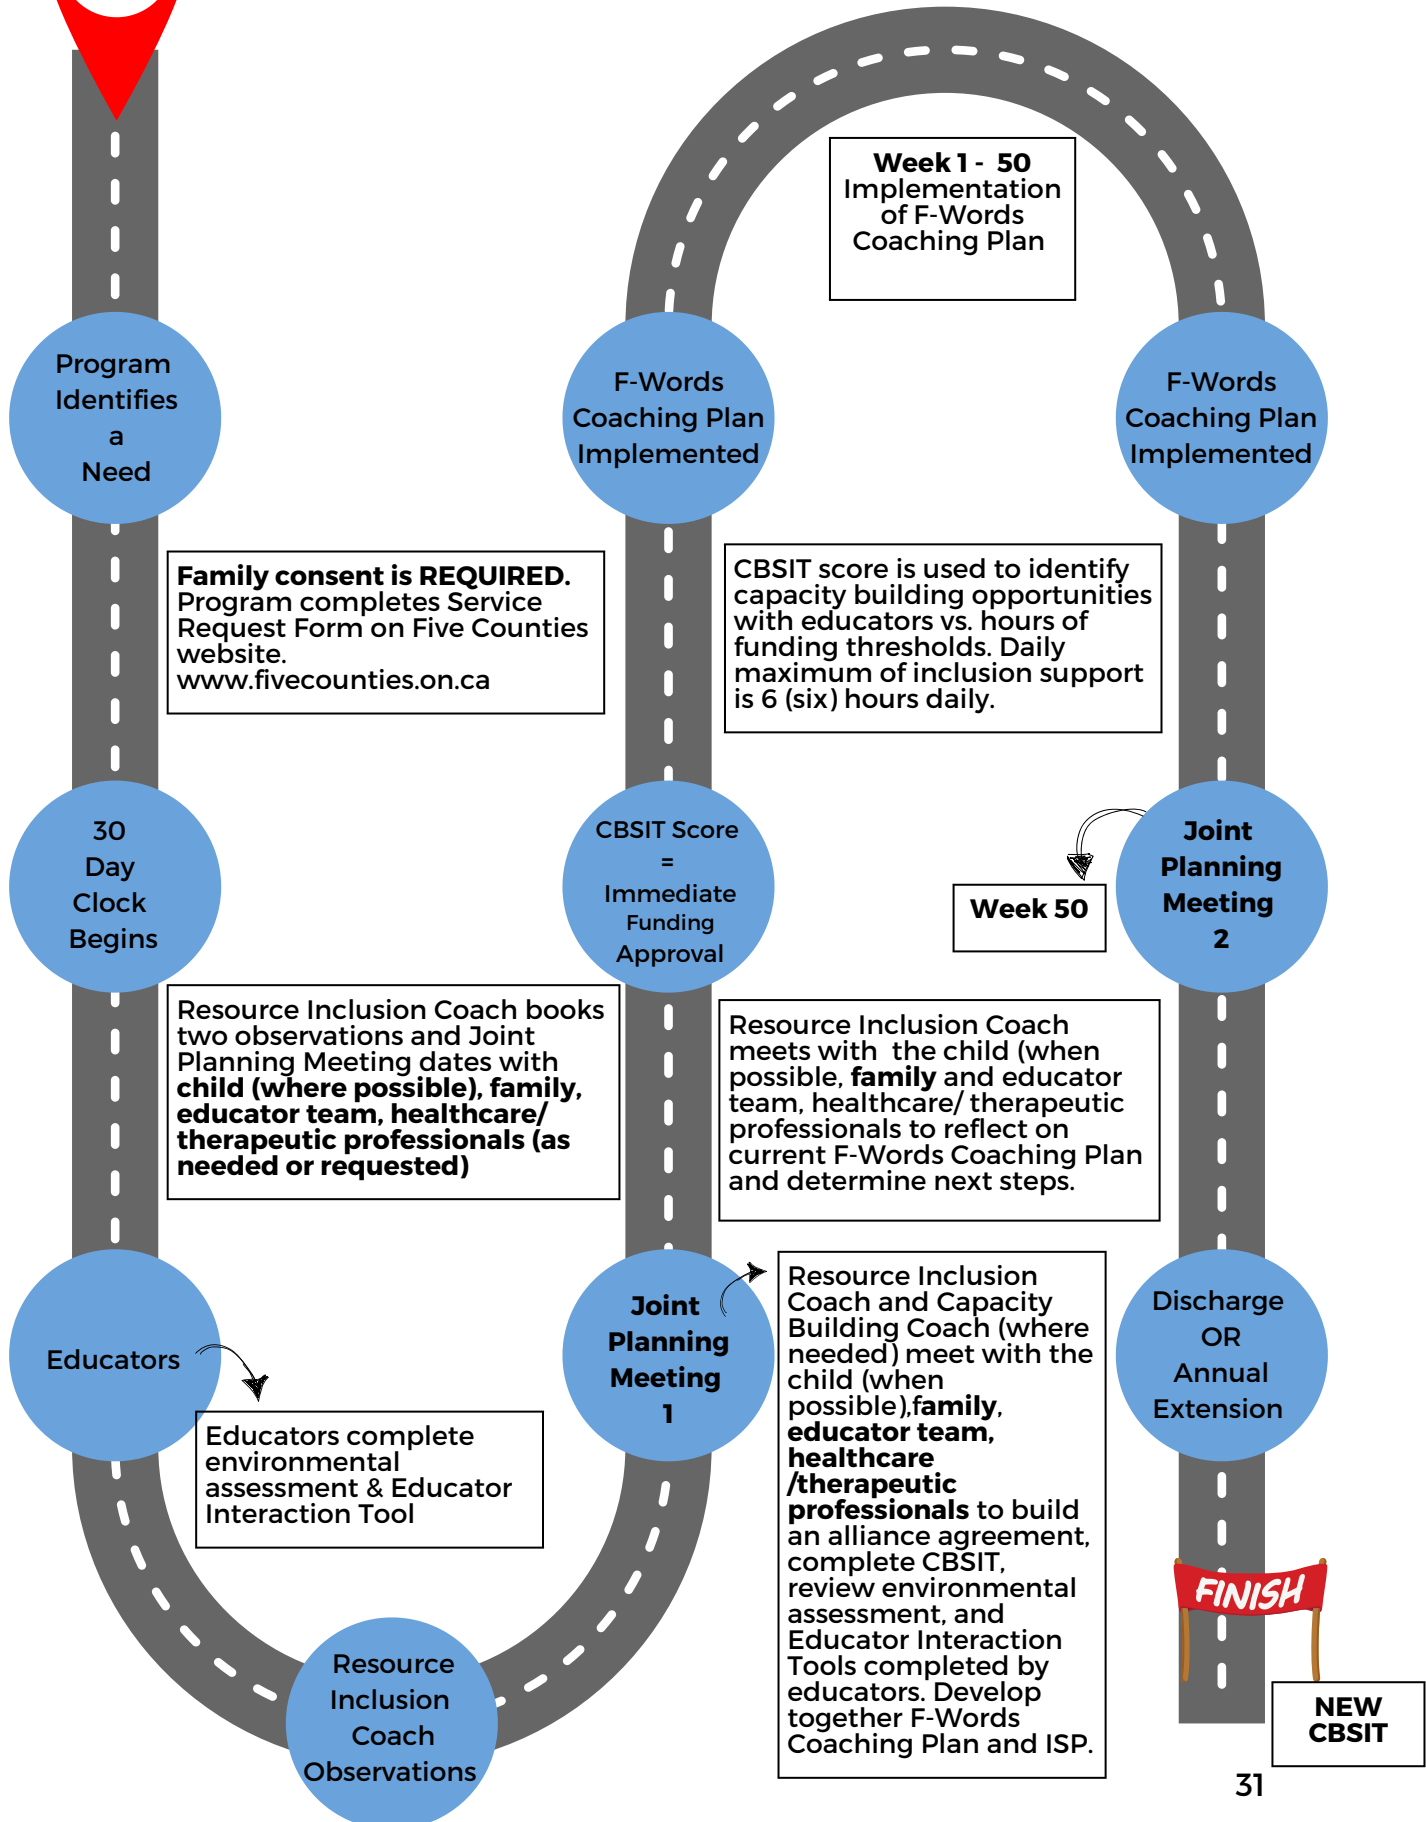 Program
Identifies
a
Need
Family consent is REQUIRED.
Program completes Service
Request Form on Five Counties
website.
www.fivecounties.on.ca
30
Day
Clock
Begins
Resource Inclusion Coach books
two observations and Joint
Planning Meeting dates with
child (where possible), family,
educator team, healthcare/
therapeutic professionals (as
needed or requested)
Educators
Educators complete
environmental
assessment & Educator
Interaction Tool
Resource
Inclusion
Coach
Observations
Joint
Planning
Meeting
1
Resource Inclusion
Coach and Capacity
Building Coach (where
needed) meet with the
child (when
possible),family,
educator team,
healthcare
/therapeutic
professionals to build
an alliance agreement,
complete CBSIT,
review environmental
assessment, and
Educator Interaction
Tools completed by
educators. Develop
together F-Words
Coaching Plan and ISP.
CBSIT Score
=
Immediate
Funding
Approval
CBSIT score is used to identify
capacity building opportunities
with educators vs. hours of
funding thresholds. Daily
maximum of inclusion support
is 6 (six) hours daily.
F-Words
Coaching Plan
Implemented
Week 1 - 50
Implementation
of F-Words
Coaching Plan
F-Words
Coaching Plan
Implemented
Joint
Planning
Meeting
2
Week 50
Resource Inclusion Coach
meets with the child (when
possible, family and educator
team, healthcare/ therapeutic
professionals to reflect on
current F-Words Coaching Plan
and determine next steps.
Discharge
OR
Annual
Extension
FINISH
NEW
CBSIT
31